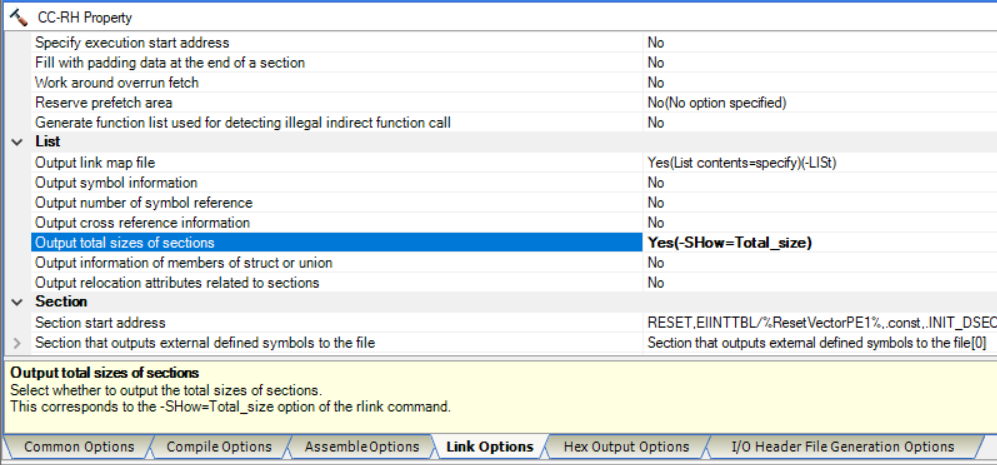 CC-RH Property
Specify execution start address No
Fill with padding data at the end of a section No
Work around overrun fetch No
Reserve prefetch area No(No option specified)
Generate function list used for detecting illegal indirect function call No
List
Output link map file Yes(List contents=specify)(-LISt)
Output symbol information No
Output number of symbol reference No
Output cross reference information No
Output total sizes of sections Yes(-SHow=Total_size)
Output information of members of struct or union No
Output relocation attributes related to sections No
Section
Section start address RESET,EIINTTBL/%ResetVectorPE1%,.const,.INIT_DSEC
Section that outputs external defined symbols to the file Section that outputs external defined symbols to the file[0]
Output total sizes of sections
Select whether to output the total sizes of sections.
This corresponds to the -SHow=Total_size option of the rlink command.
Common Options Compile Options Assemble Options Link Options Hex Output Options I/O Header File Generation Options